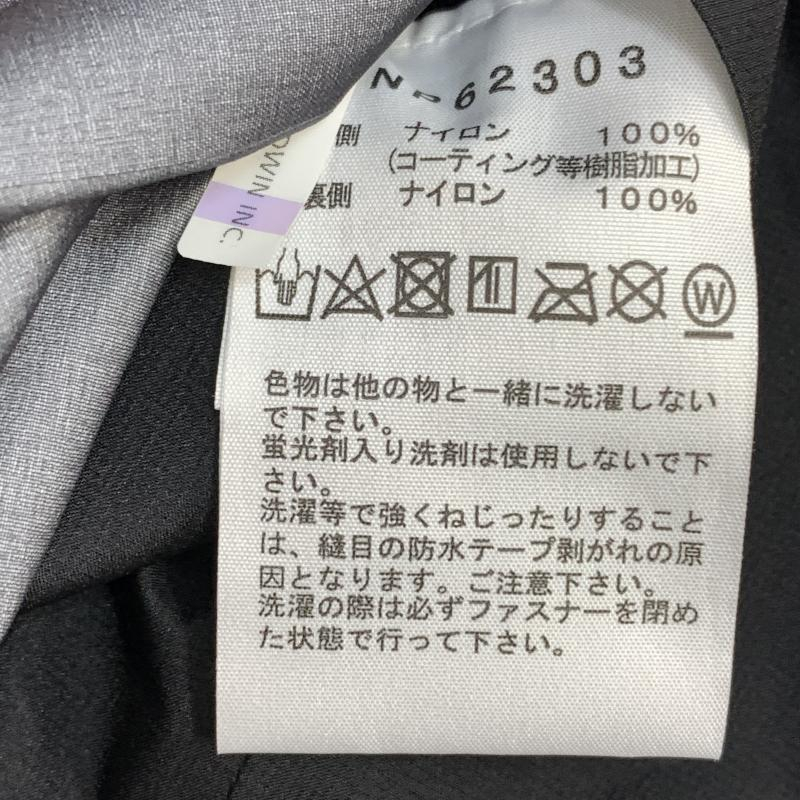 62303
側 ナイロン 100%
(コーティング等樹脂加工)
裏側 ナイロン 100%
DWIN INC.
W
色物は他の物と一緒に洗濯しない
で下さい。
蛍光剤入り洗剤は使用しないで下
さい。
洗濯等で強くねじったりすること
は、縫目の防水テープ剥がれの原
因となります。ご注意下さい。
洗濯の際は必ずファスナーを閉め
た状態で行って下さい。